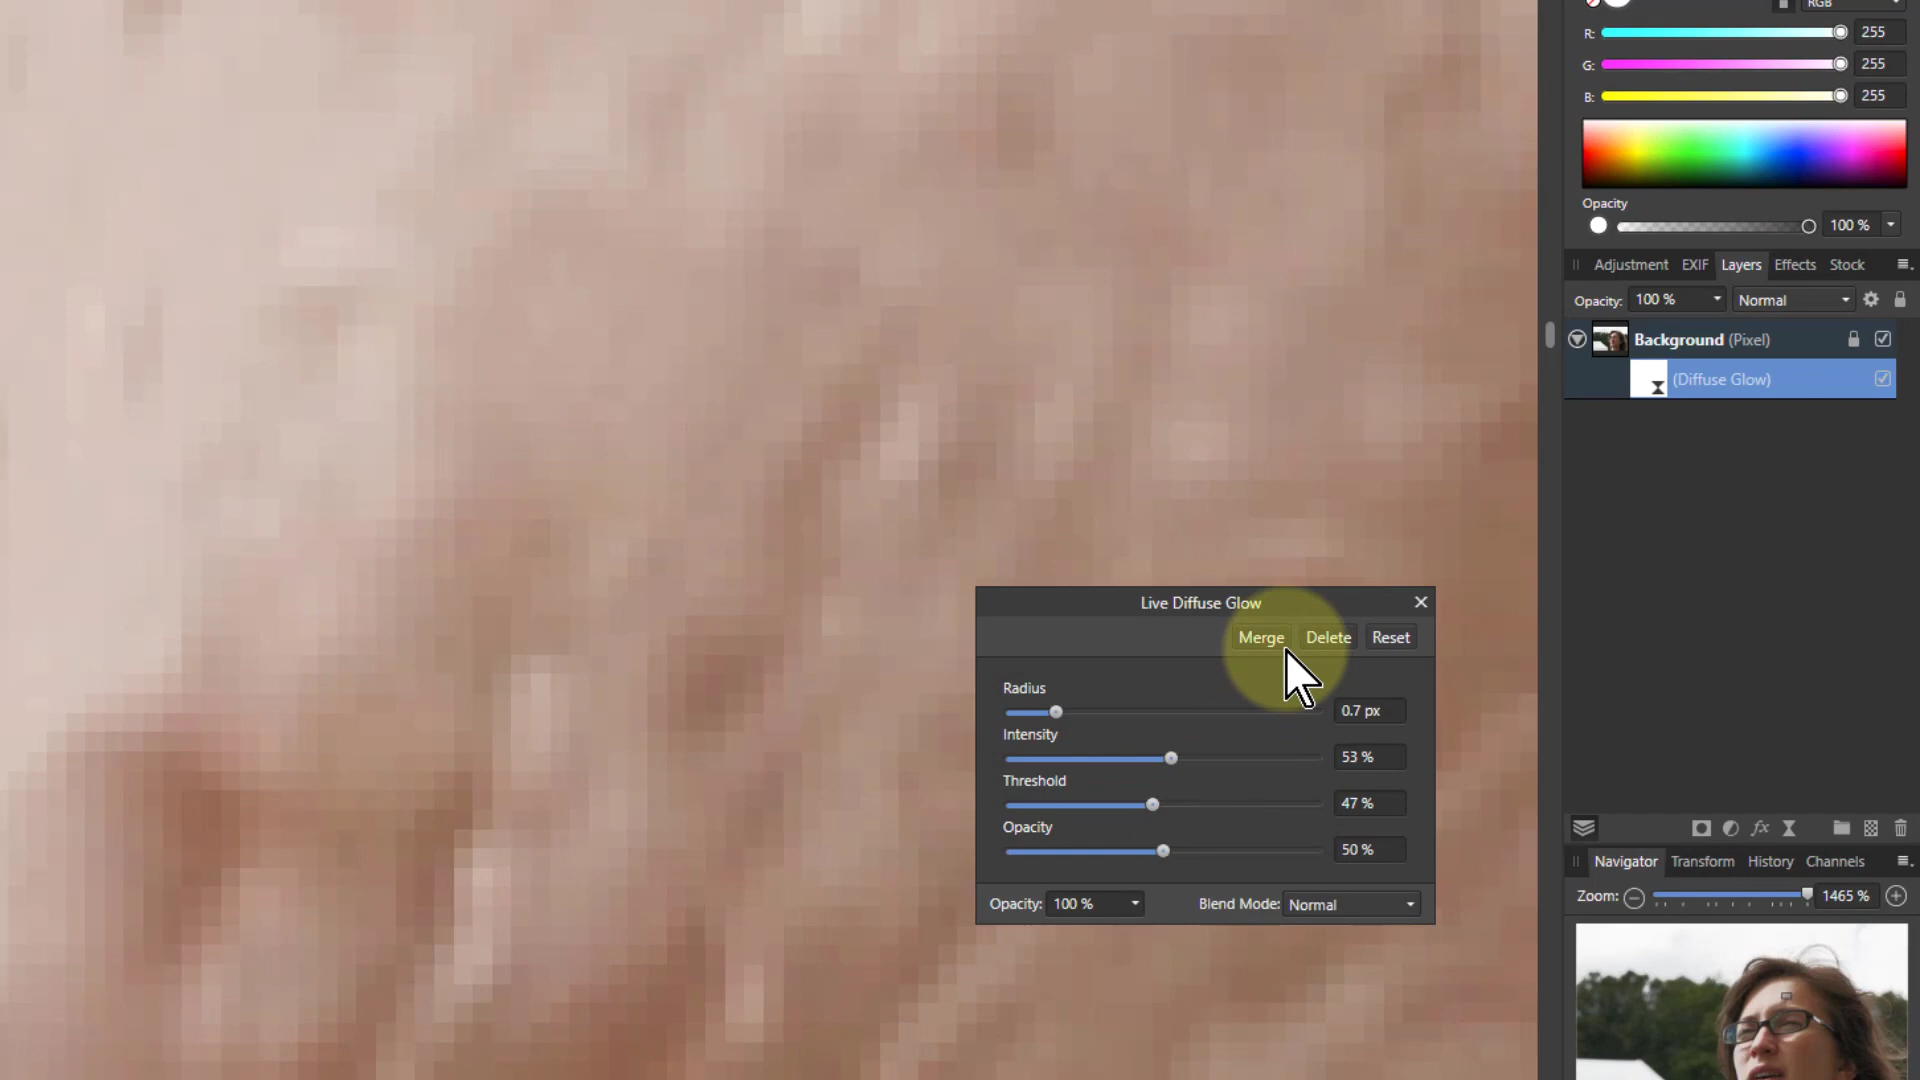 RGB
R: 255
G: 255
B: 255
Opacity
100 %
Adjustment EXIF Layers Effects Stock
Opacity: 100 % Normal
Background (Pixel)
(Diffuse Glow)
Live Diffuse Glow
Merge Delete Reset
Radius
0.7 px
Intensity
53 %
Threshold
47 %
Opacity
50 %
Opacity: 100 % Blend Mode: Normal
fx
Navigator Transform History Channels
Zoom: 1465 %